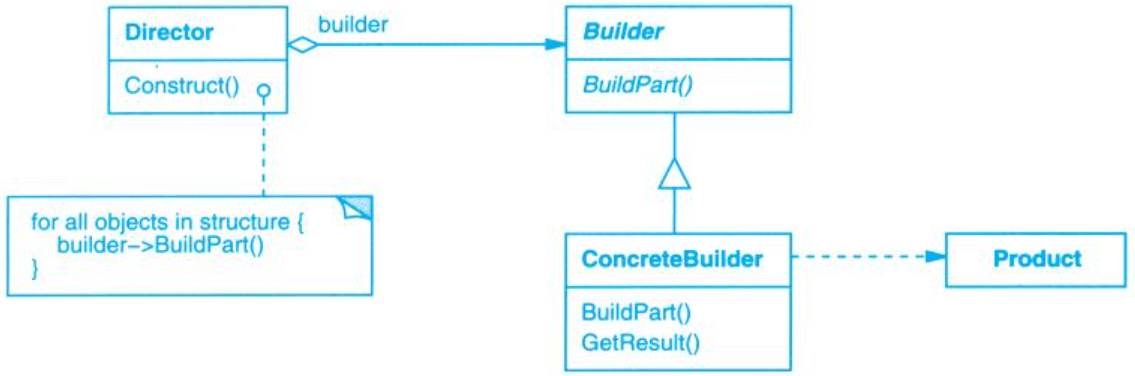 Director
Construct()
builder
Builder
BuildPart()
for all objects in structure {
builder–>BuildPart()
}
ConcreteBuilder
BuildPart()
GetResult()
Product